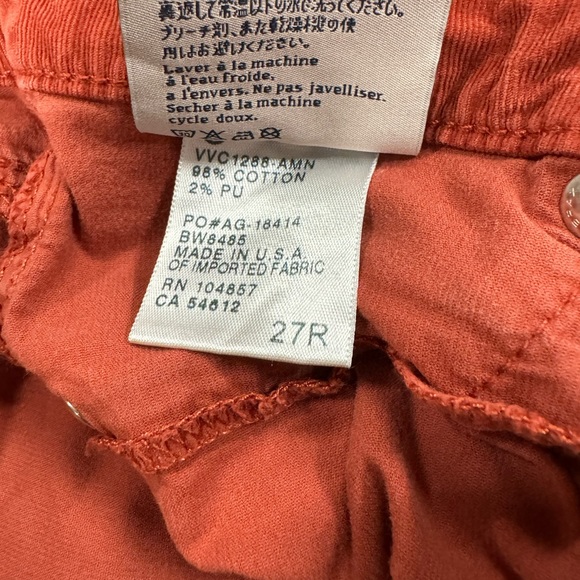 裏返して常温以下の水で洗ってください。
ブリーチ剤、また乾燥機の使
用しはお避けください。
Laver à la machine
à l'eau froide,
a l'envers. Ne pas javelliser.
Secher à la machine
cycle doux.
VVC1288-AMN
98% COTTON
2% PU
PO#AG-18414
BW8485
MADE IN U.S.A
OF IMPORTED FABRIC
RN 104857
CA 54612
27R